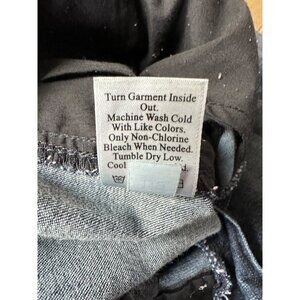 Turn Garment Inside
Out.
Machine Wash Cold
With Like Colors.
Only Non-Chlorine
Bleach When Needed.
Tumble Dry Low.
Cool